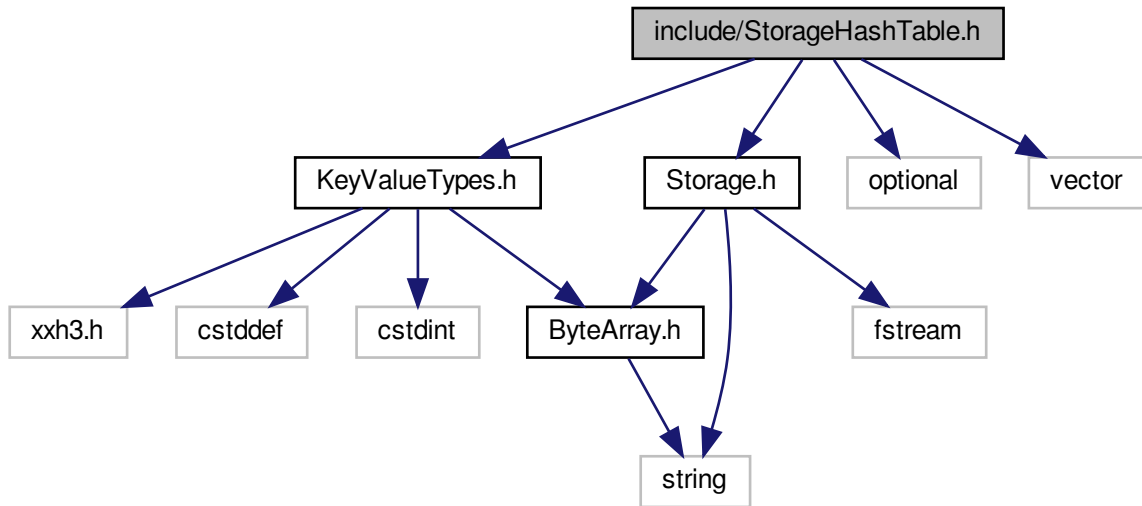 include/StorageHashTable.h
KeyValueTypes.h
Storage.h
optional
vector
xxh3.h
cstddef
cstdint
ByteArray.h
fstream
string